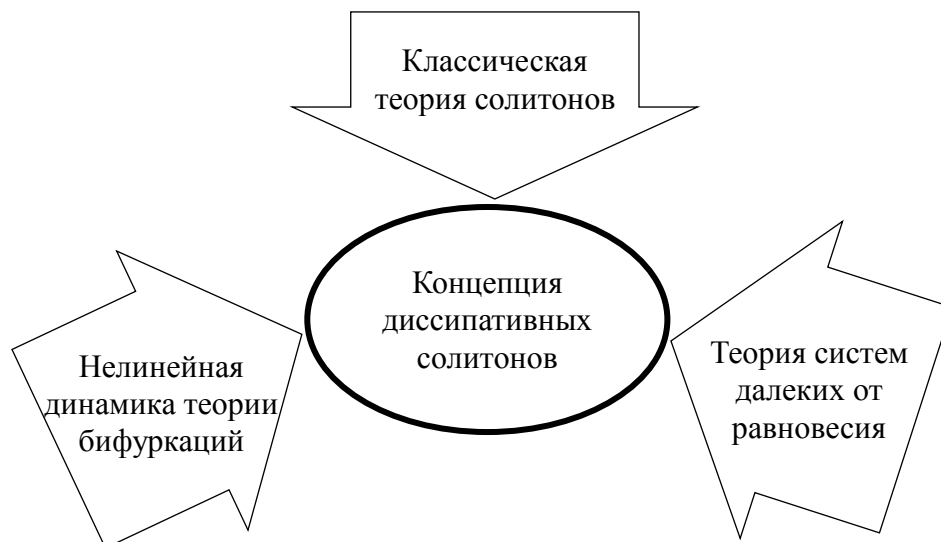 Классическая
теория солитонов
Концепция
диссипативных
солитонов
Нелинейная
динамика теории
бифуркаций
Теория систем
далеких от
равновесия